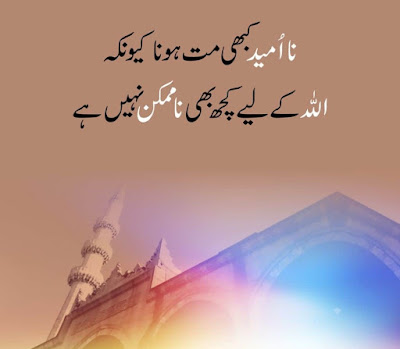 نا اُمید کبھی مت ہونا کیونکہ
اللہ کے لیے کچھ بھی ناممکن نہیں ہے